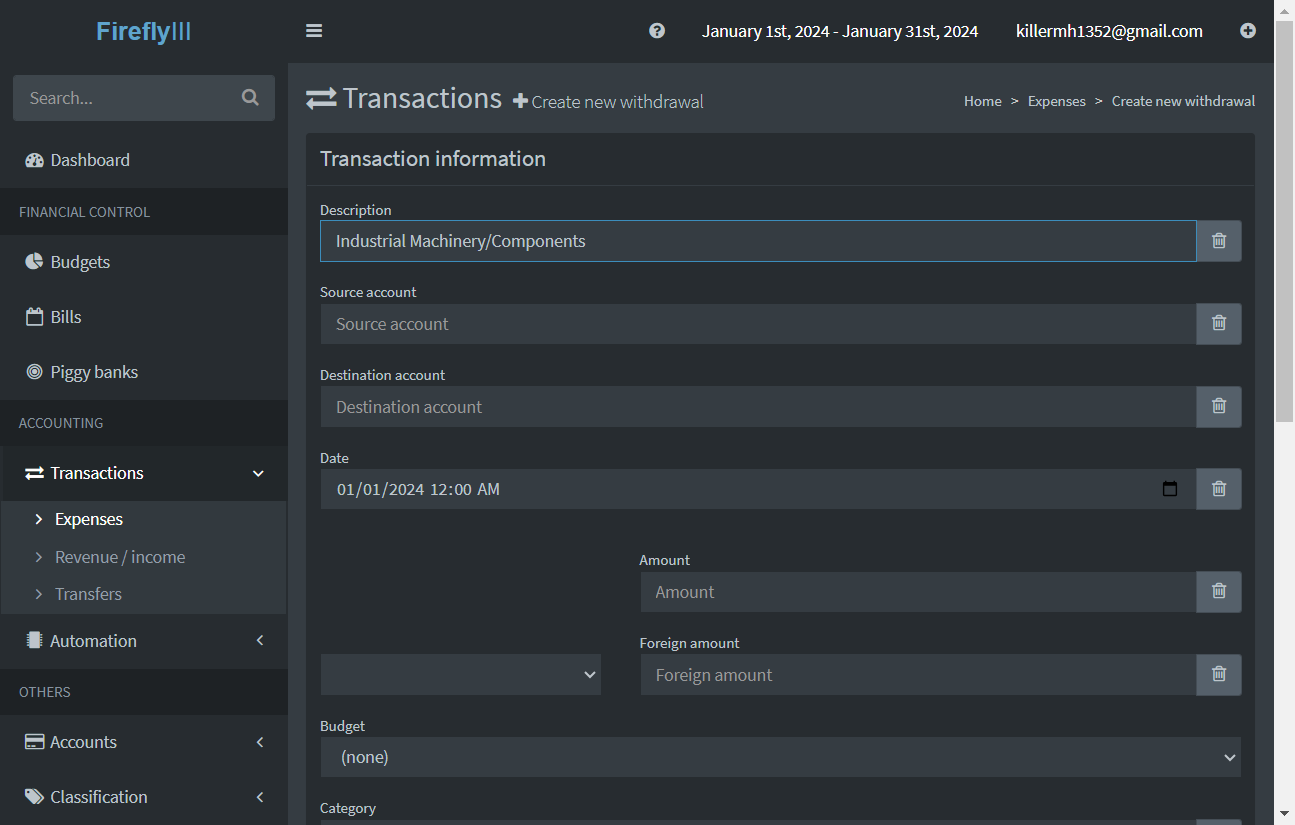 FireflyIII
January 1st, 2024 - January 31st, 2024
killermh1352@gmail.com
Search...
Dashboard
FINANCIAL CONTROL
Budgets
Bills
Piggy banks
ACCOUNTING
Transactions
Expenses
Revenue / income
Transfers
Automation
OTHERS
Accounts
Classification
Transactions Create new withdrawal
Home > Expenses > Create new withdrawal
Transaction information
Description
Industrial Machinery/Components
Source account
Source account
Destination account
Destination account
Date
01/01/2024 12:00 AM
Amount
Amount
Foreign amount
Foreign amount
Budget
(none)
Category